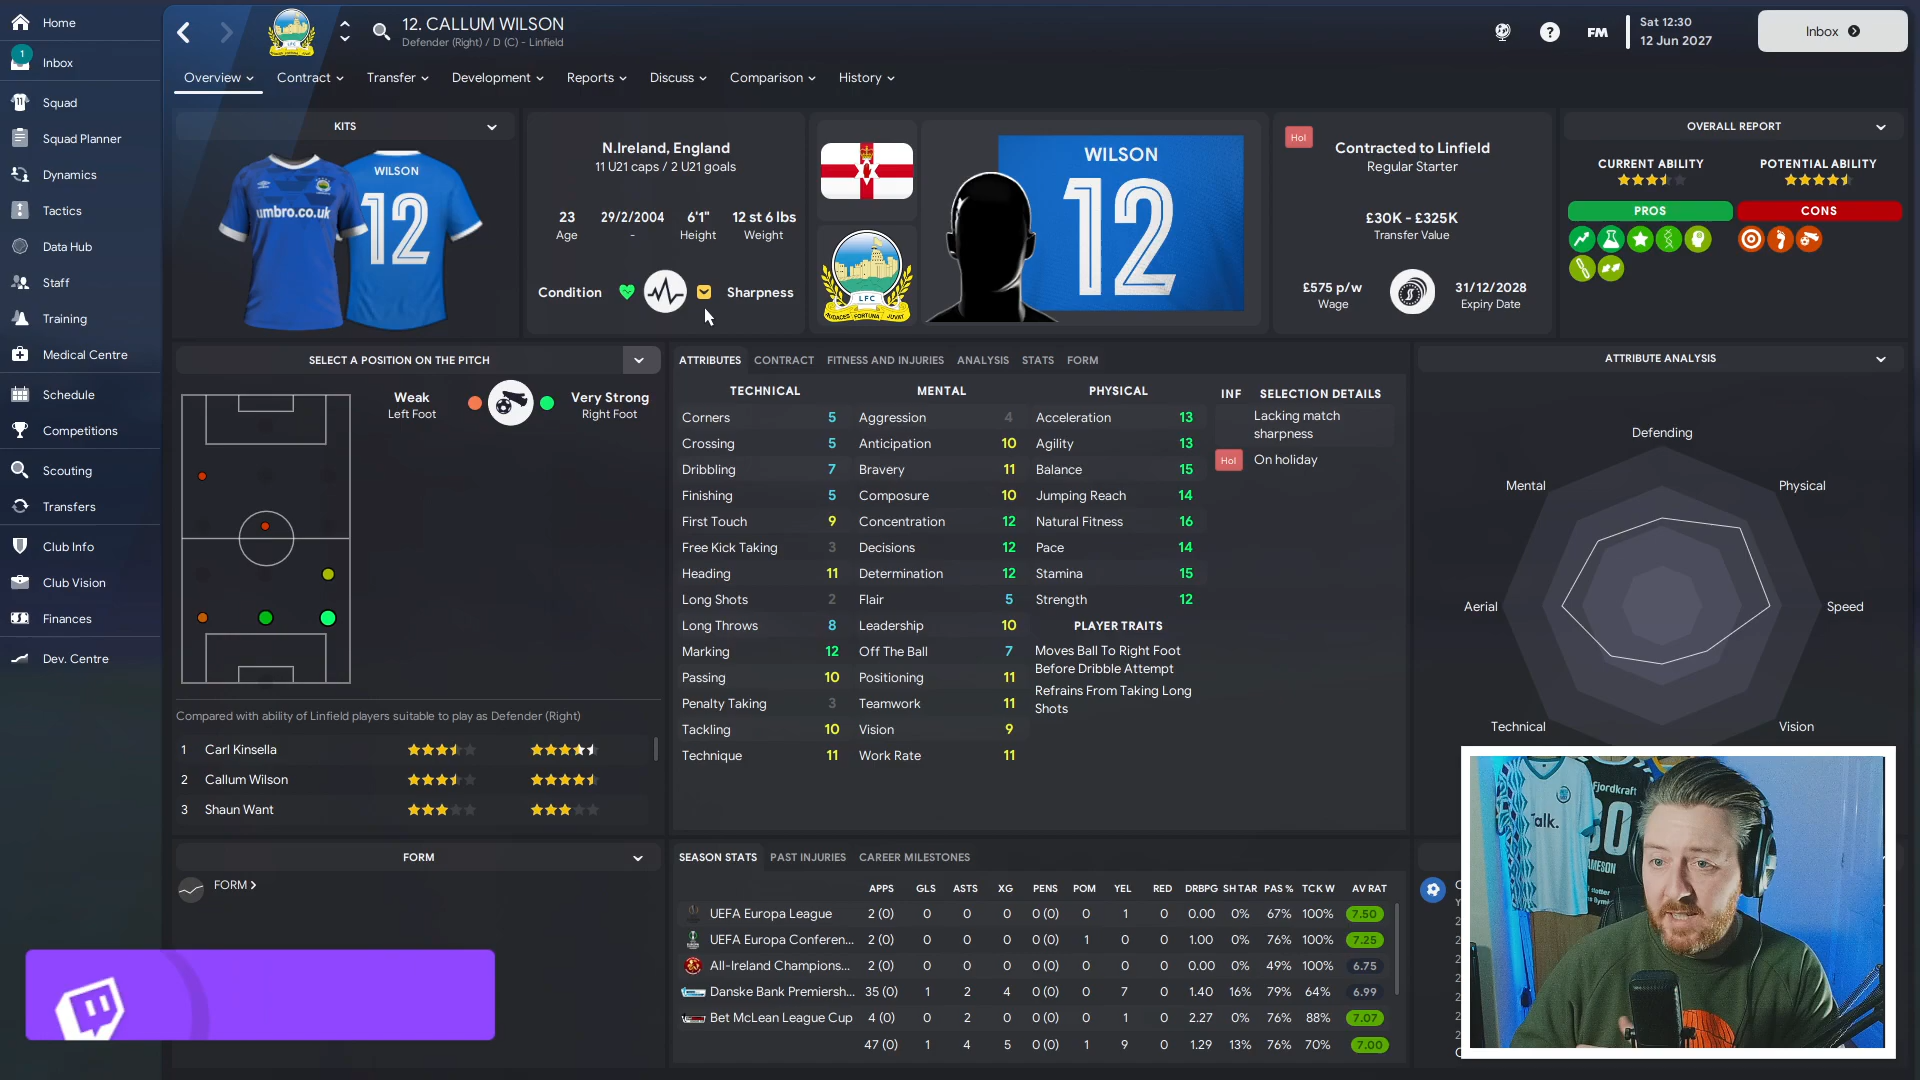 Home
Inbox
1
Squad
Squad Planner
Dynamics
Tactics
Data Hub
Staff
Training
Medical Centre
Schedule
Competitions
Scouting
Transfers
Club Info
Club Vision
Finances
Dev. Centre
12. CALLUM WILSON
Defender (Right) / D (C) - Linfield
FM
Sat 12:30
12 Jun 2027
Inbox
Overview Contract Transfer Development Reports Discuss Comparison History
KITS
umbro.co.uk
WILSON
12
N.Ireland, England
11 U21 caps / 2 U21 goals
23 29/2/2004 6'1" 12 st 6 lbs
Age - Height Weight
Condition Sharpness
LFC
AUDACES FORTUNA JUVAT
WILSON
12
Hol
Contracted to Linfield
Regular Starter
£30K - £325K
Transfer Value
£575 p/w 31/12/2028
Wage Expiry Date
OVERALL REPORT
CURRENT ABILITY POTENTIAL ABILITY
PROS CONS
SELECT A POSITION ON THE PITCH
Weak Very Strong
Left Foot Right Foot
Compared with ability of Linfield players suitable to play as Defender (Right)
1 Carl Kinsella
2 Callum Wilson
3 Shaun Want
FORM
FORM
ATTRIBUTES CONTRACT FITNESS AND INJURIES ANALYSIS STATS FORM
TECHNICAL MENTAL PHYSICAL INF SELECTION DETAILS
Corners 5 Aggression 4 Acceleration 13 Lacking match
sharpness
Crossing 5 Anticipation 10 Agility 13
Dribbling 7 Bravery 11 Balance 15 Hol On holiday
Finishing 5 Composure 10 Jumping Reach 14
First Touch 9 Concentration 12 Natural Fitness 16
Free Kick Taking 3 Decisions 12 Pace 14
Heading 11 Determination 12 Stamina 15
Long Shots 2 Flair 5 Strength 12
Long Throws 8 Leadership 10 PLAYER TRAITS
Marking 12 Off The Ball 7 Moves Ball To Right Foot
Before Dribble Attempt
Passing 10 Positioning 11
Penalty Taking 3 Teamwork 11 Refrains From Taking Long
Shots
Tackling 10 Vision 9
Technique 11 Work Rate 11
ATTRIBUTE ANALYSIS
Defending
Mental Physical
Aerial Speed
Technical Vision
SEASON STATS PAST INJURIES CAREER MILESTONES
APPS GLS ASTS XG PENS POM YEL RED DRBPG SH TAR PAS % TCK W AV RAT
UEFA Europa League 2 (0) 0 0 0 0 (0) 0 1 0 0.00 0% 67% 100% 7.50
UEFA Europa Conferen... 2 (0) 0 0 0 0 (0) 1 0 0 1.00 0% 76% 100% 7.25
All-Ireland Champions... 2 (0) 0 0 0 0 (0) 0 0 0 0.00 0% 49% 100% 6.75
Danske Bank Premiersh... 35 (0) 1 2 4 0 (0) 0 7 0 1.40 16% 79% 64% 6.99
Bet McLean League Cup 4 (0) 0 2 0 0 (0) 0 1 0 2.27 0% 76% 88% 7.07
47 (0) 1 4 5 0 (0) 1 9 0 1.29 13% 76% 70% 7.00
Fjordkraft
Talk.